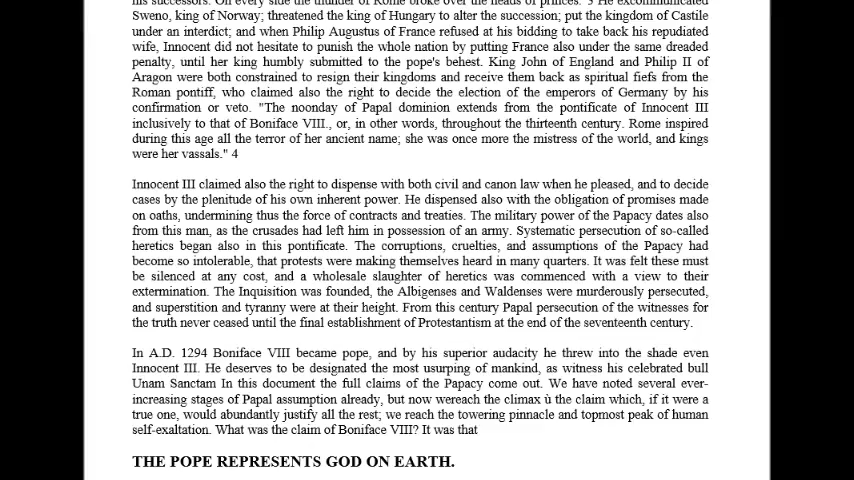 his successors. On every side the thunder of Rome broke over the heads of princes. 3 He excommunicated
Sweno, king of Norway; threatened the king of Hungary to alter the succession; put the kingdom of Castile
under an interdict; and when Philip Augustus of France refused at his bidding to take back his repudiated
wife, Innocent did not hesitate to punish the whole nation by putting France also under the same dreaded
penalty, until her king humbly submitted to the pope's behest. King John of England and Philip II of
Aragon were both constrained to resign their kingdoms and receive them back as spiritual fiefs from the
Roman pontiff, who claimed also the right to decide the election of the emperors of Germany by his
confirmation or veto. "The noonday of Papal dominion extends from the pontificate of Innocent III
inclusively to that of Boniface VIII., or, in other words, throughout the thirteenth century. Rome inspired
during this age all the terror of her ancient name; she was once more the mistress of the world, and kings
were her vassals." 4
Innocent III claimed also the right to dispense with both civil and canon law when he pleased, and to decide
cases by the plenitude of his own inherent power. He dispensed also with the obligation of promises made
on oaths, undermining thus the force of contracts and treaties. The military power of the Papacy dates also
from this man, as the crusades had left him in possession of an army. Systematic persecution of so-called
heretics began also in this pontificate. The corruptions, cruelties, and assumptions of the Papacy had
become so intolerable, that protests were making themselves heard in many quarters. It was felt these must
be silenced at any cost, and a wholesale slaughter of heretics was commenced with a view to their
extermination. The Inquisition was founded, the Albigenses and Waldenses were murderously persecuted,
and superstition and tyranny were at their height. From this century Papal persecution of the witnesses for
the truth never ceased until the final establishment of Protestantism at the end of the seventeenth century.
In A.D. 1294 Boniface VIII became pope, and by his superior audacity he threw into the shade even
Innocent III. He deserves to be designated the most usurping of mankind, as witness his celebrated bull
Unam Sanctam In this document the full claims of the Papacy come out. We have noted several ever-
increasing stages of Papal assumption already, but now wereach the climax ù the claim which, if it were a
true one, would abundantly justify all the rest; we reach the towering pinnacle and topmost peak of human
self-exaltation. What was the claim of Boniface VIII? It was that
THE POPE REPRESENTS GOD ON EARTH.